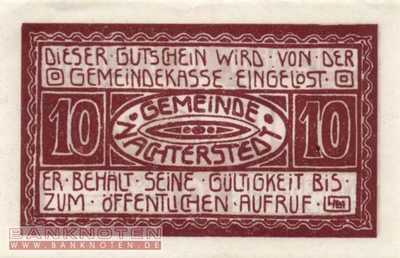 DIESER · GUTSCHEIN WIRD · VON · DER
GEMEINDEKASSE EINGELÖST ·
10 · GEMEINDE · 10
NACHTERSTEDT
ER · BEHÄLT SEINE GÜLTIGKEIT BIS
ZUM · ÖFFENTLICHEN AUFRUF ·
BANKNOTEN
WWW.BANKNOTEN.DE